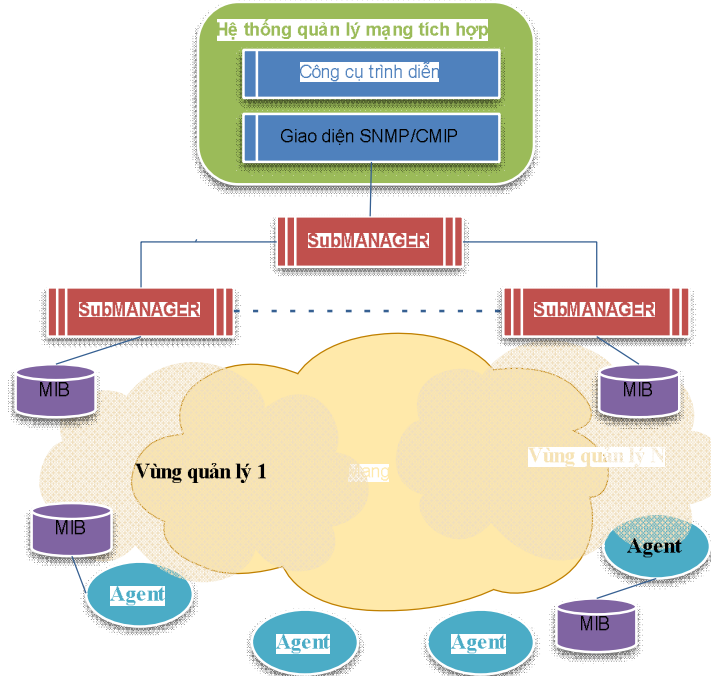 Hệ thống quản lý mạng tích hợp
Công cụ trình diễn
Giao diện SNMP/CMIP
SubMANAGER
SubMANAGER
SubMANAGER
MIB
MIB
Vùng quản lý N
Vùng quản lý 1
Mạng
MIB
Agent
Agent
MIB
Agent
Agent